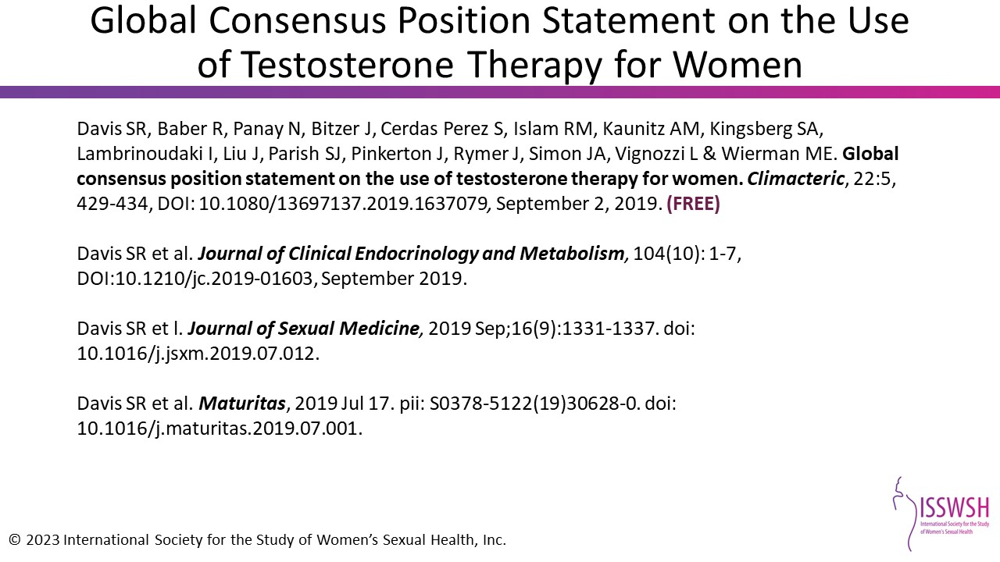 Global Consensus Position Statement on the Use
of Testosterone Therapy for Women
Davis SR, Baber R, Panay N, Bitzer J, Cerdas Perez S, Islam RM, Kaunitz AM, Kingsberg SA,
Lambrinoudaki I, Liu J, Parish SJ, Pinkerton J, Rymer J, Simon JA, Vignozzi L & Wierman ME. Global
consensus position statement on the use of testosterone therapy for women. Climacteric, 22:5,
429-434, DOI: 10.1080/13697137.2019.1637079, September 2, 2019. (FREE)
Davis SR et al. Journal of Clinical Endocrinology and Metabolism, 104(10): 1-7,
DOI:10.1210/jc.2019-01603, September 2019.
Davis SR et l. Journal of Sexual Medicine, 2019 Sep;16(9):1331-1337. doi:
10.1016/j.jsxm.2019.07.012.
Davis SR et al. Maturitas, 2019 Jul 17. pii: S0378-5122(19)30628-0. doi:
10.1016/j.maturitas.2019.07.001.
ISSWSH
International Society for the Study
of Women's Sexual Health
© 2023 International Society for the Study of Women’s Sexual Health, Inc.